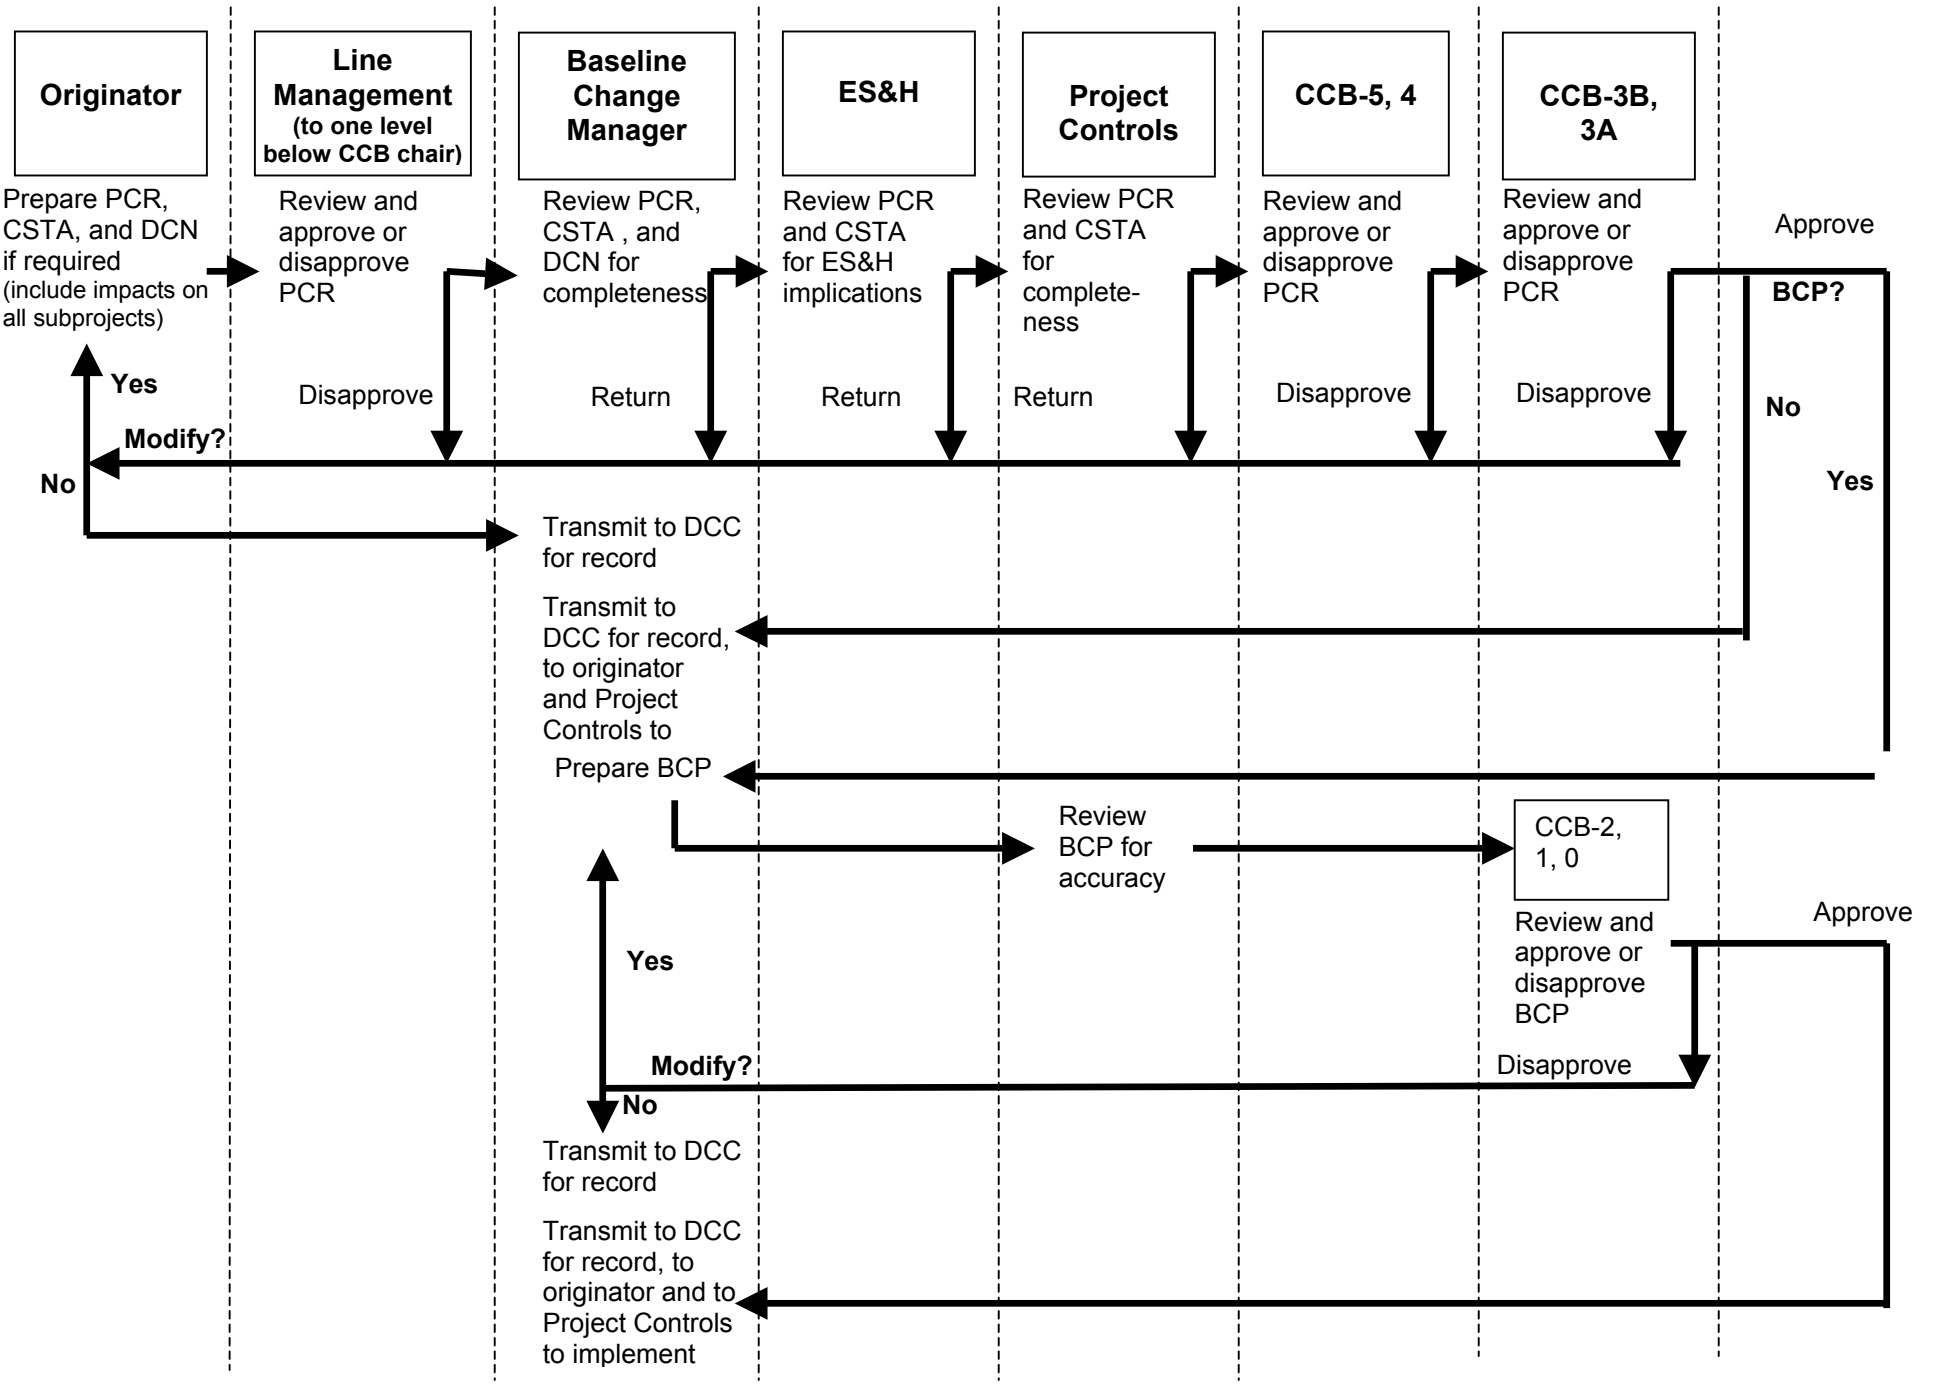 Originator
Line
Management
(to one level
below CCB chair)
Baseline
Change
Manager
ES&H
Project
Controls
CCB-5, 4
CCB-3B,
3A
Prepare PCR,
CSTA, and DCN
if required
(include impacts on
all subprojects)
Review and
approve or
disapprove
PCR
Review PCR,
CSTA , and
DCN for
completeness
Review PCR
and CSTA
for ES&H
implications
Review PCR
and CSTA
for
complete-
ness
Review and
approve or
disapprove
PCR
Review and
approve or
disapprove
PCR
Approve
BCP?
Yes
Disapprove
Return
Return
Return
Disapprove
Disapprove
No
Modify?
No
Yes
Transmit to DCC
for record
Transmit to
DCC for record,
to originator
and Project
Controls to
Prepare BCP
Review
BCP for
accuracy
CCB-2,
1, 0
Review and
approve or
disapprove
BCP
Approve
Yes
Modify?
Disapprove
No
Transmit to DCC
for record
Transmit to DCC
for record, to
originator and to
Project Controls
to implement